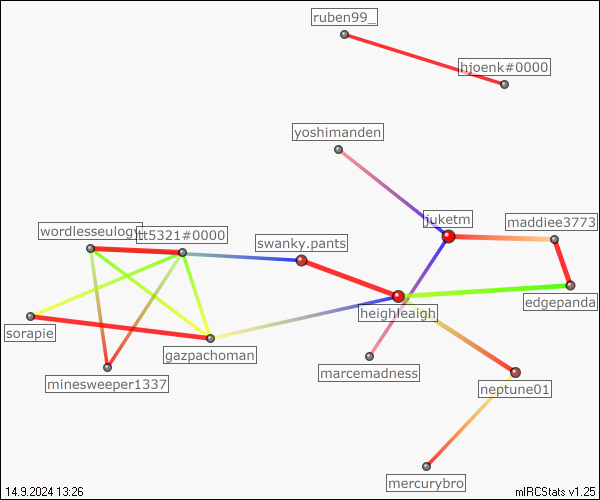 ruben99_
hjoenk#0000
yoshimanden
juketm
maddiee3773
wordlesseulogy
tt5321#0000
swanky.pants
edgepanda
heighleaigh
sorapie
gazpachoman
marcemadness
minesweeper1337
neptune01
mercurybro
14.9.2024 13:26
mIRCStats v1.25